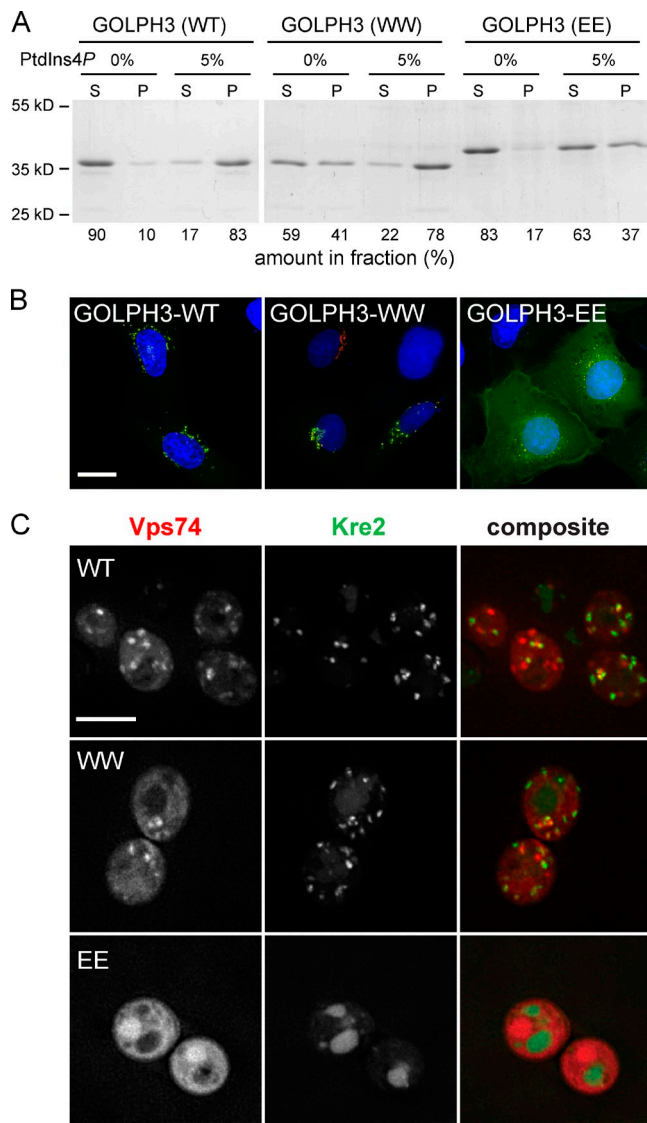 A
GOLPH3 (WT) GOLPH3 (WW) GOLPH3 (EE)
PtdIns4P 0% 5% 0% 5% 0% 5%
S P S P S P S P S P S P
55 kD –
35 kD –
25 kD –
90 10 17 83 59 41 22 78 83 17 63 37
amount in fraction (%)
B
GOLPH3-WT GOLPH3-WW GOLPH3-EE
C
Vps74 Kre2 composite
WT
WW
EE